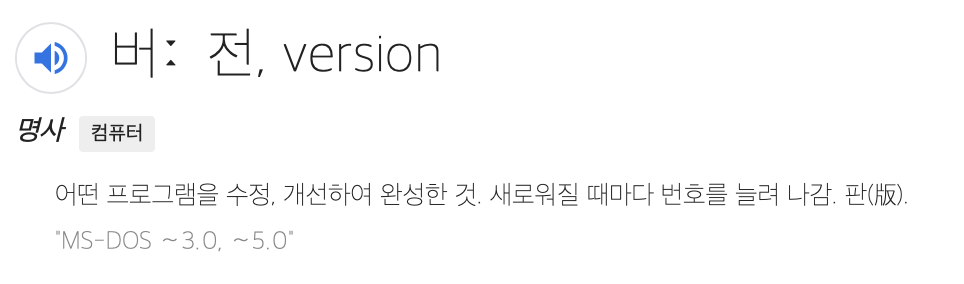 버ː 전, version
명사 컴퓨터
어떤 프로그램을 수정, 개선하여 완성한 것. 새로워질 때마다 번호를 늘려 나감. 판(版).
"MS-DOS ~3.0, ~5.0"